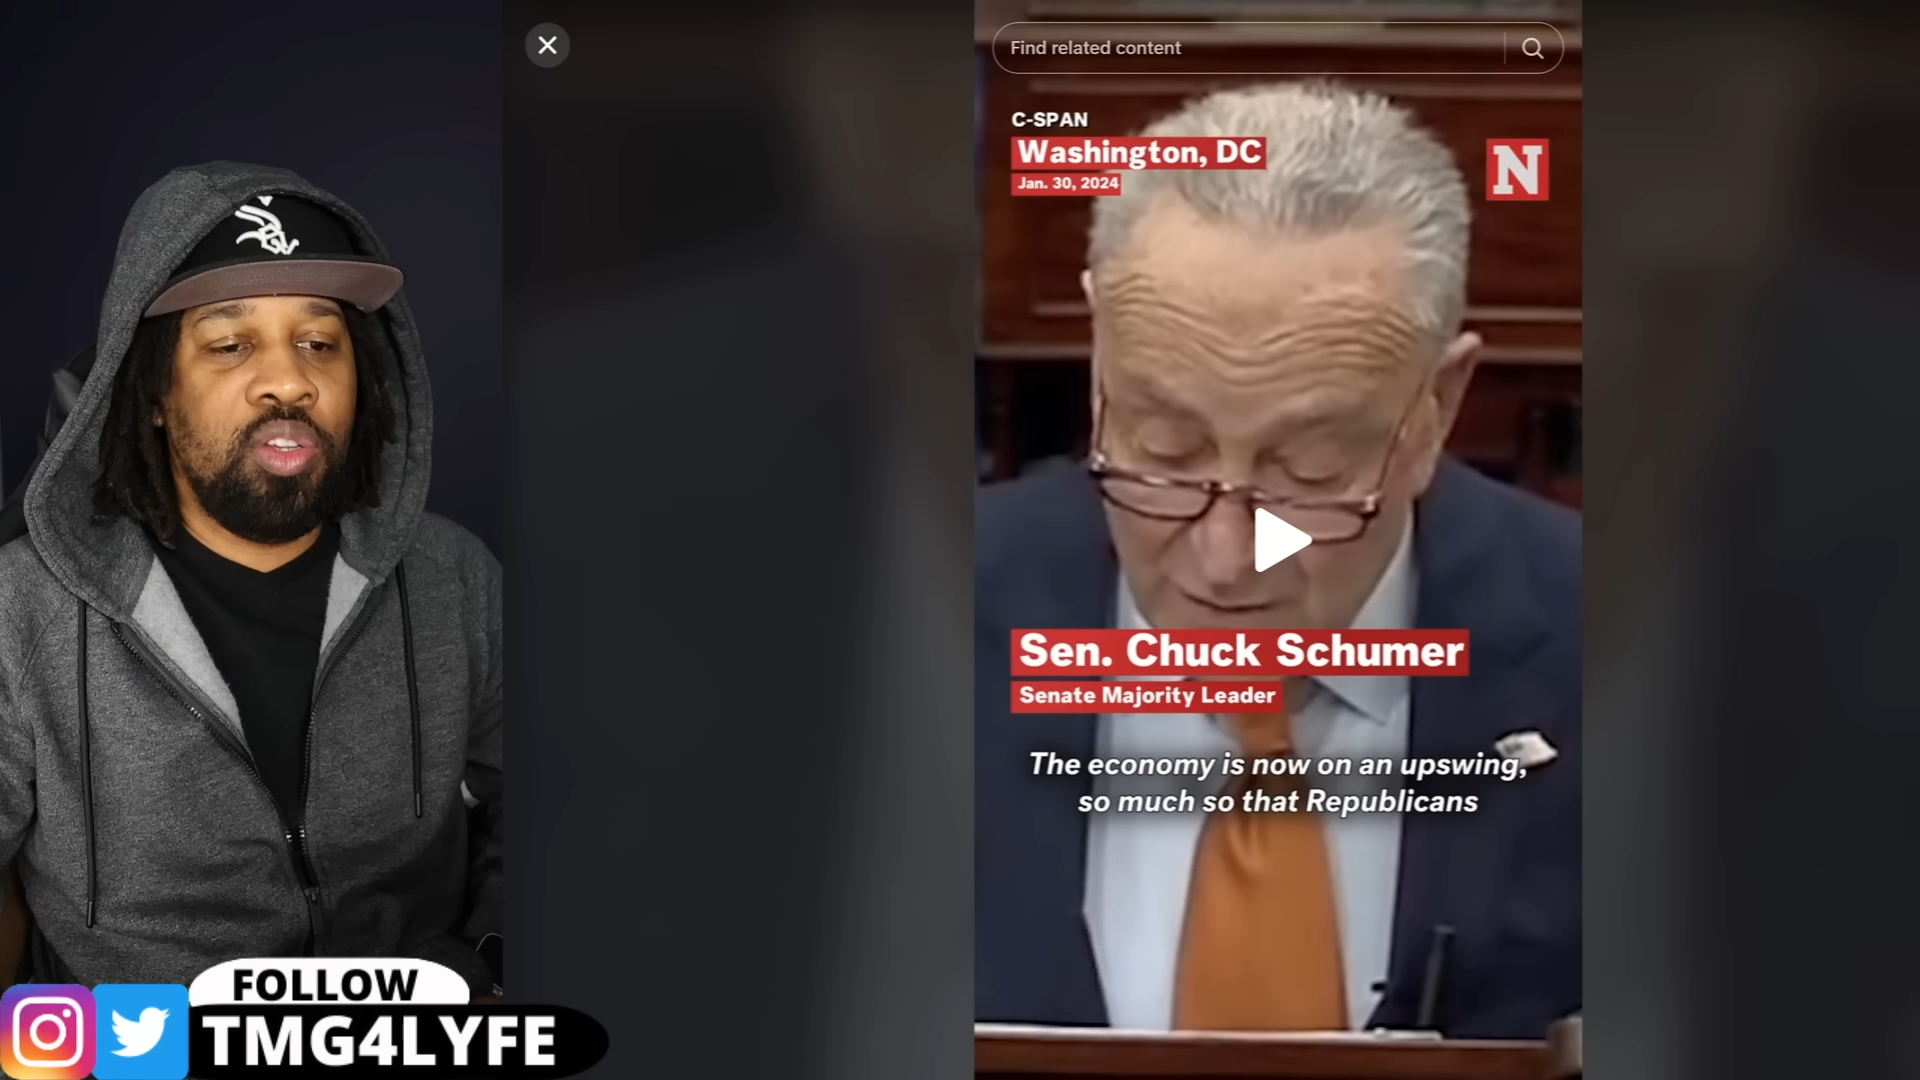 Find related content
C-SPAN
Washington, DC
Jan. 30, 2024
N
Sen. Chuck Schumer
Senate Majority Leader
The economy is now on an upswing,
so much so that Republicans
FOLLOW
TMG4LYFE